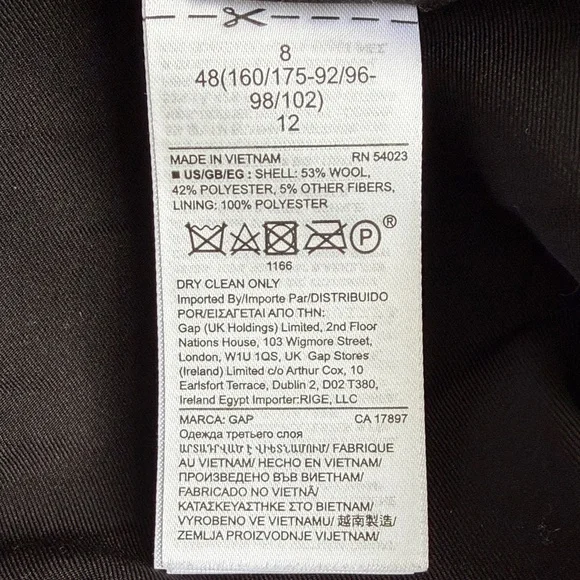 8
48(160/175-92/96-
98/102)
12
MADE IN VIETNAM RN 54023
■ US/GB/EG : SHELL: 53% WOOL,
42% POLYESTER, 5% OTHER FIBERS,
LINING: 100% POLYESTER
P®
1166
DRY CLEAN ONLY
Imported By/Importe Par/DISTRIBUIDO
POR/ΕΙΣΑΓΕΤΑΙ ΑΠΟ ΤΗΝ:
Gap (UK Holdings) Limited, 2nd Floor
Nations House, 103 Wigmore Street,
London, W1U 1QS, UK Gap Stores
(Ireland) Limited c/o Arthur Cox, 10
Earlsfort Terrace, Dublin 2, D02 T380,
Ireland Egypt Importer:RIGE, LLC
MARCA: GAP CA 17897
Одежда третьего слоя
ԱՐՏԱԴՐՎԱԾ Է ՎԻԵՏՆԱՄՈՒՄ/ FABRIQUE
AU VIETNAM/ HECHO EN VIETNAM/
ПРОИЗВЕДЕНО ВЪВ ВИЕТНАМ/
FABRICADO NO VIETNÃ/
ΚΑΤΑΣΚΕΥΑΣΤΗΚΕ ΣΤΟ ΒΙΕΤΝΑΜ/
VYROBENO VE VIETNAMU/ 越南製造/
ZEMLJA PROIZVODNJE VIJETNAM/